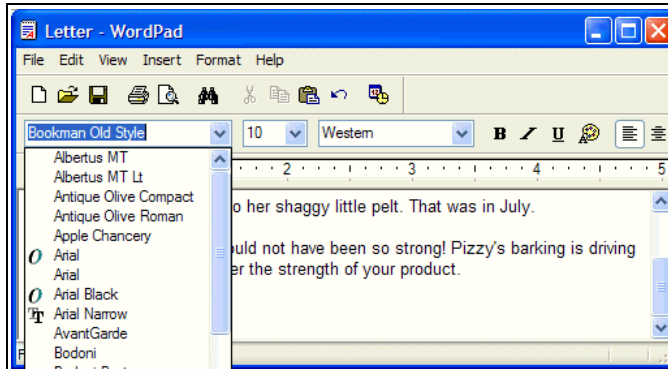 Letter - WordPad
File Edit View Insert Format Help
Bookman Old Style 10 Western
Albertus MT
2 3 4 5
Albertus MT Lt
Antique Olive Compact
o her shaggy little pelt. That was in July.
Antique Olive Roman
Apple Chancery
Arial
uld not have been so strong! Pizzy's barking is driving
Arial
er the strength of your product.
Arial Black
Arial Narrow
AvantGarde
Bodoni